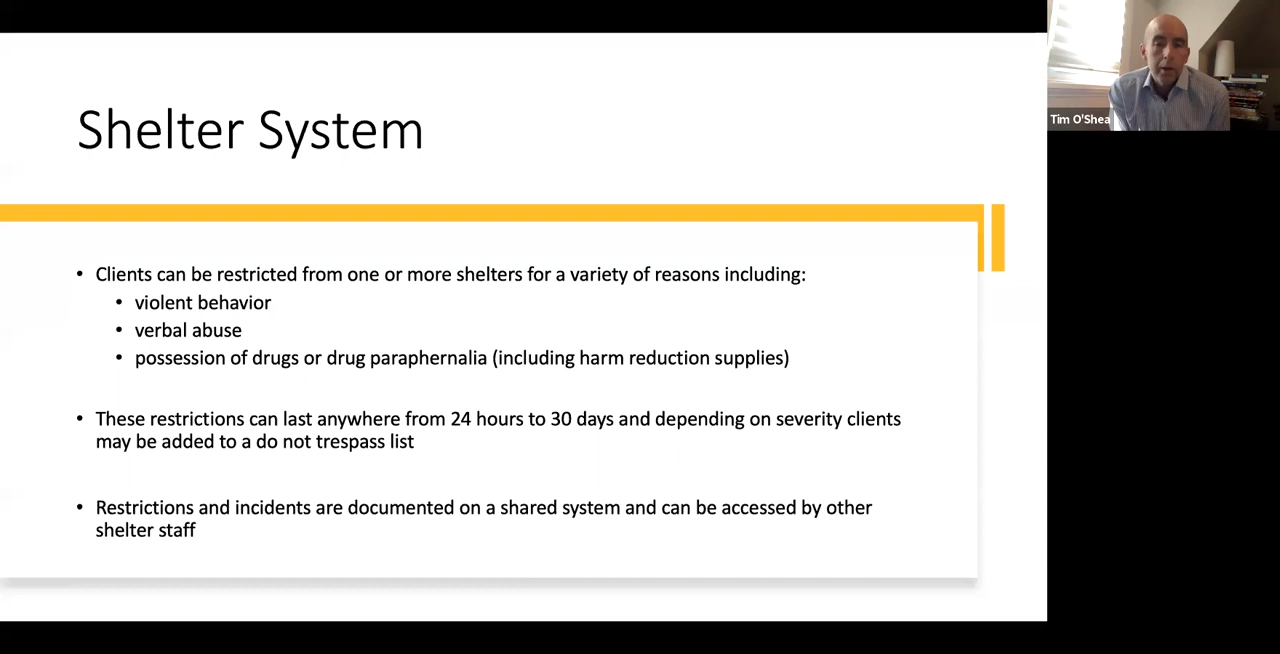 Shelter System
Tim O'Shea
• Clients can be restricted from one or more shelters for a variety of reasons including:
• violent behavior
• verbal abuse
• possession of drugs or drug paraphernalia (including harm reduction supplies)
• These restrictions can last anywhere from 24 hours to 30 days and depending on severity clients
may be added to a do not trespass list
• Restrictions and incidents are documented on a shared system and can be accessed by other
shelter staff